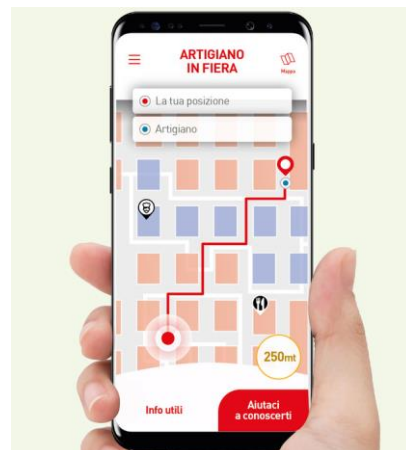 ARTIGIANO
IN FIERA
Mappa
La tua posizione
Artigiano
250mt
Info utili
Aiutaci
a conoscerti